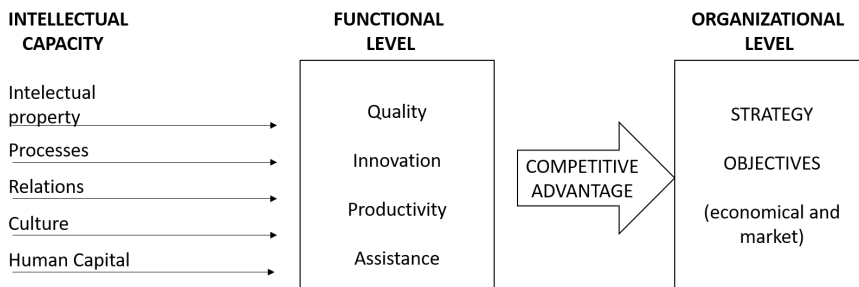 INTELLECTUAL
CAPACITY
Intelectual
property
Processes
Relations
Culture
Human Capital
FUNCTIONAL
LEVEL
Quality
Innovation
Productivity
Assistance
COMPETITIVE
ADVANTAGE
ORGANIZATIONAL
LEVEL
STRATEGY
OBJECTIVES
(economical and
market)